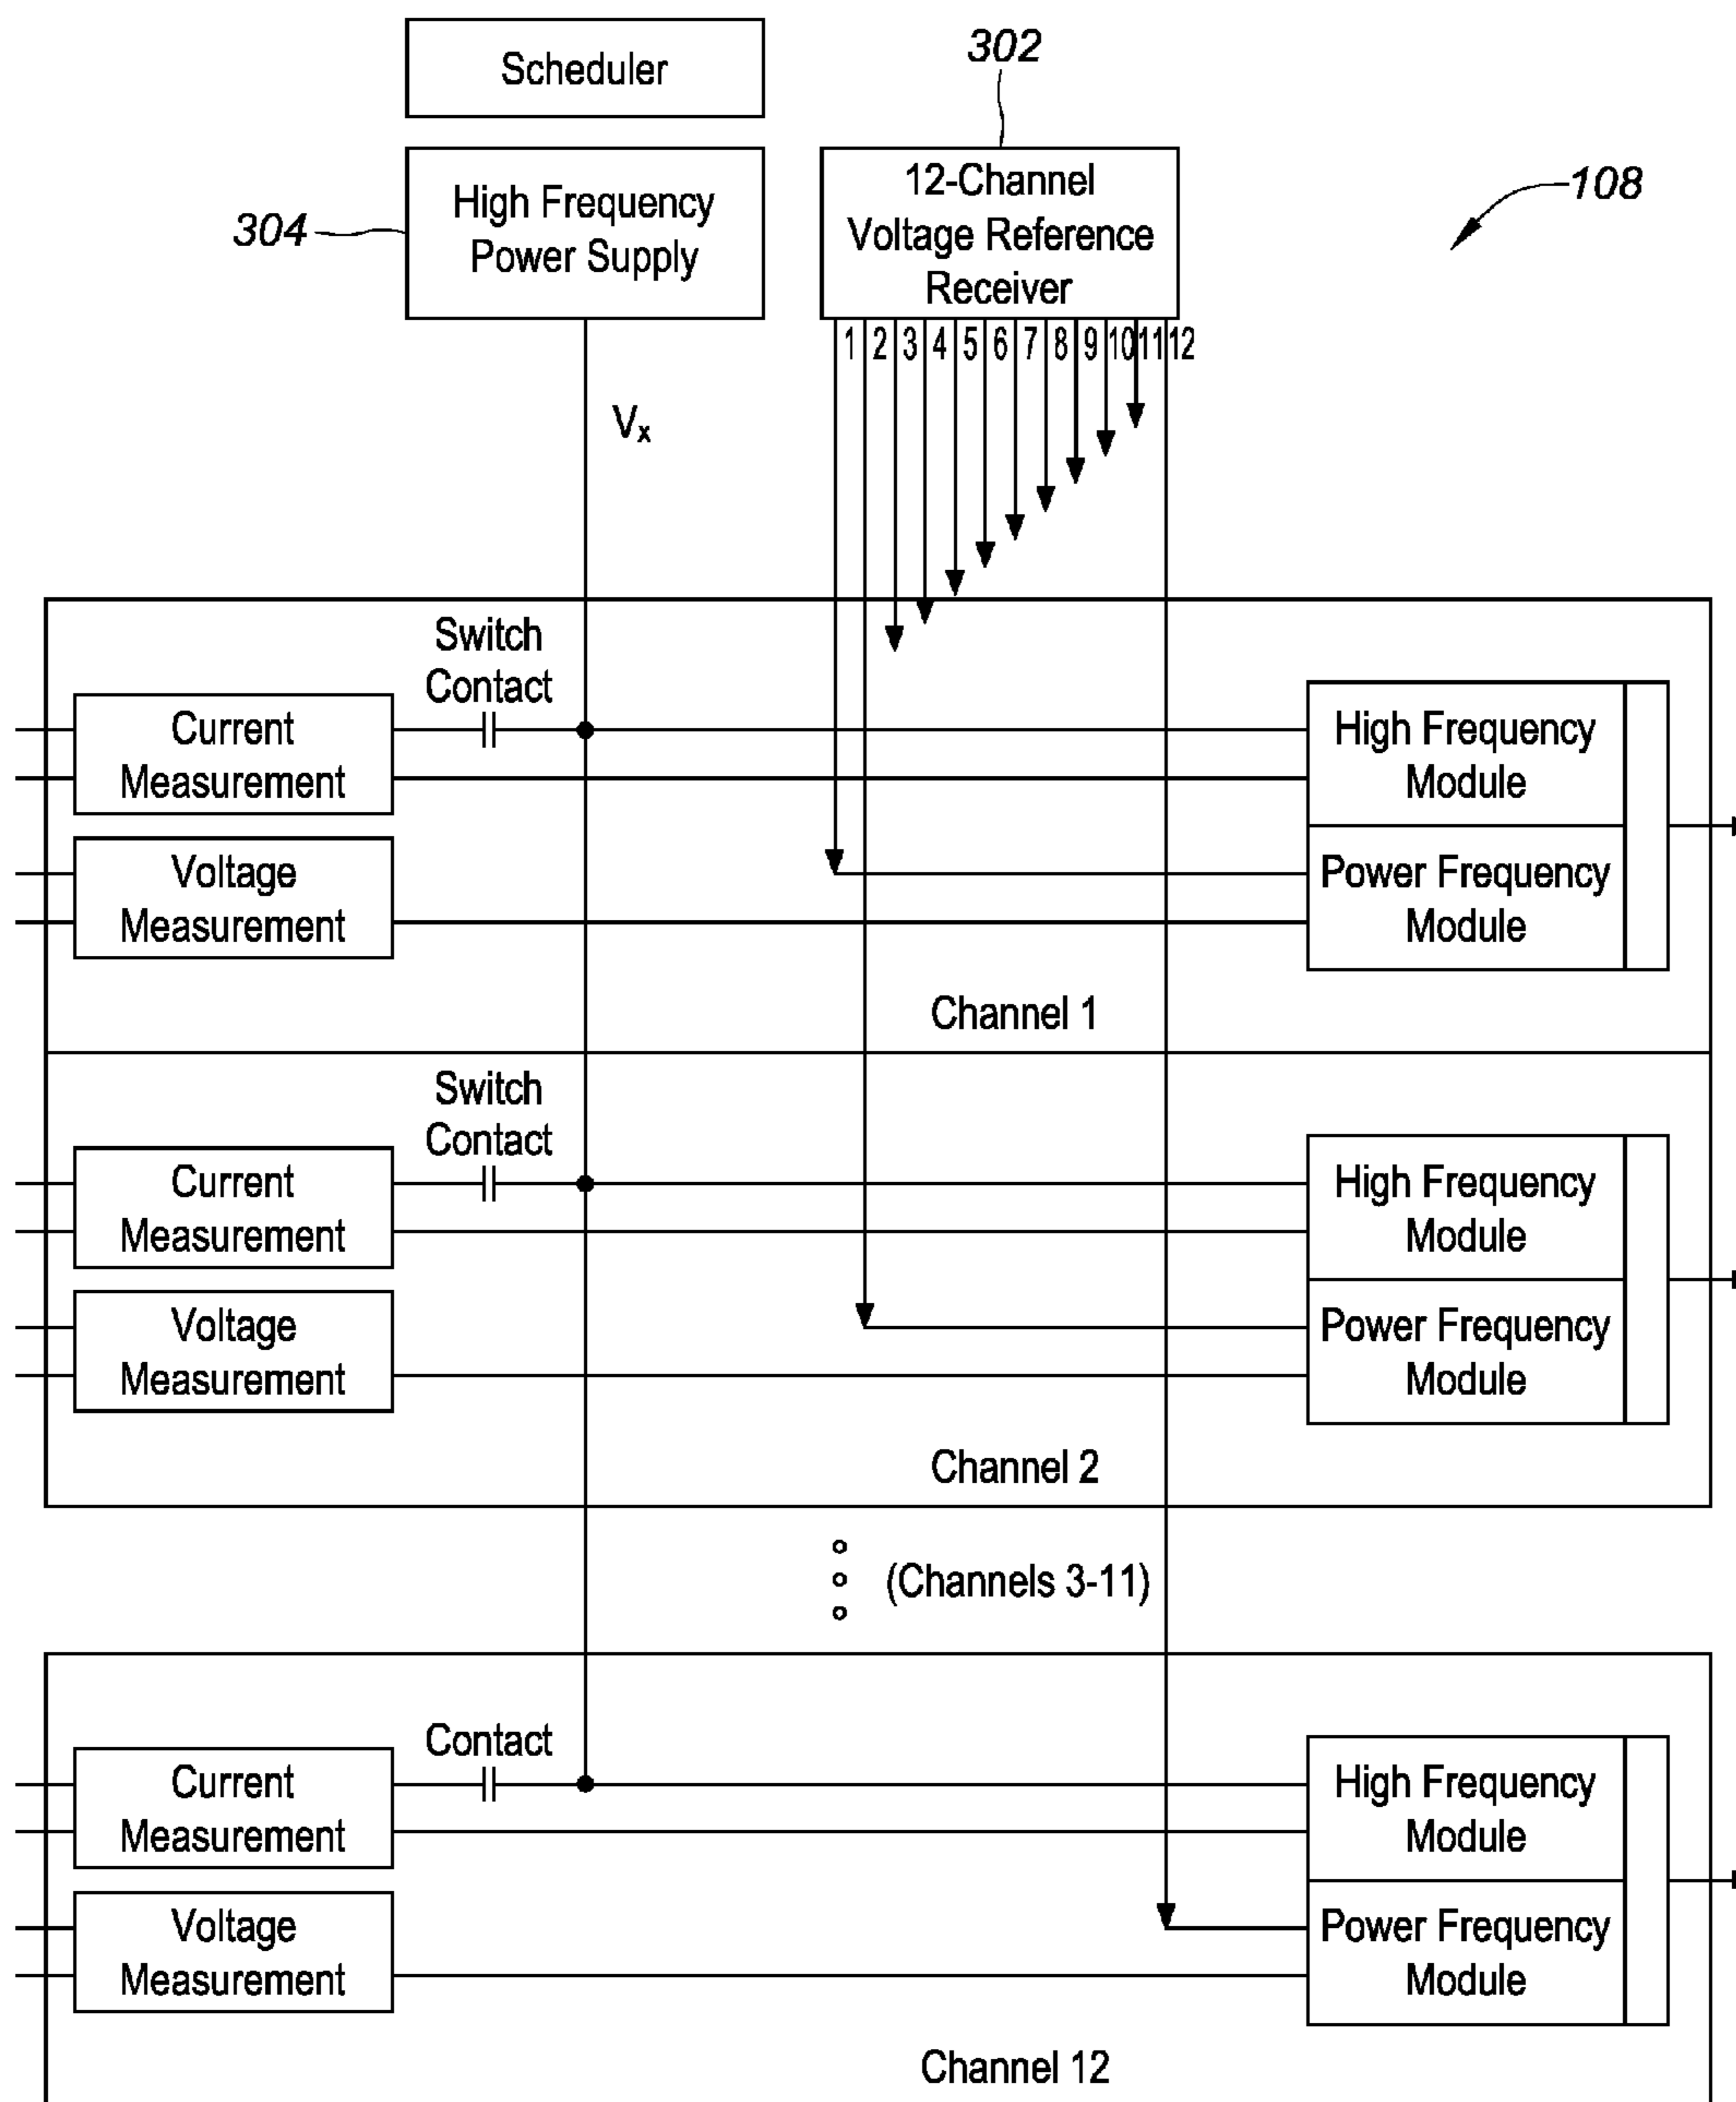 Scheduler
302
High Frequency
Power Supply
304
12-Channel
Voltage Reference
Receiver
108
1 2 3 4 5 6 7 8 9 10 11 12
Vx
Switch
Contact
Current
Measurement
High Frequency
Module
Voltage
Measurement
Power Frequency
Module
Channel 1
Switch
Contact
Current
Measurement
High Frequency
Module
Voltage
Measurement
Power Frequency
Module
Channel 2
(Channels 3-11)
Contact
Current
Measurement
High Frequency
Module
Voltage
Measurement
Power Frequency
Module
Channel 12